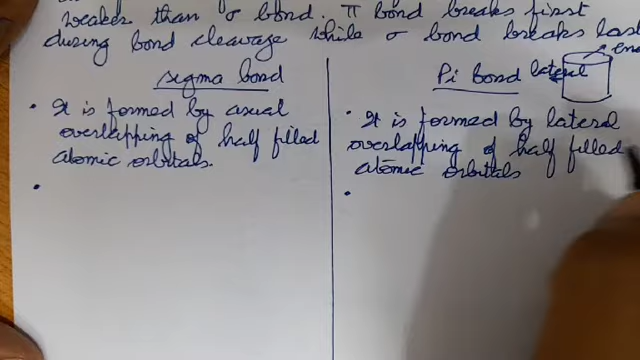 weaker than σ bond. π bond breaks first
during bond cleavage while σ bond breaks last
sigma bond
Pi Bond lateral
• It is formed by axual
overlapping of half filled
atomic orbitals.
•
• It is formed by lateral
overlapping of half filled
atomic orbitals
•